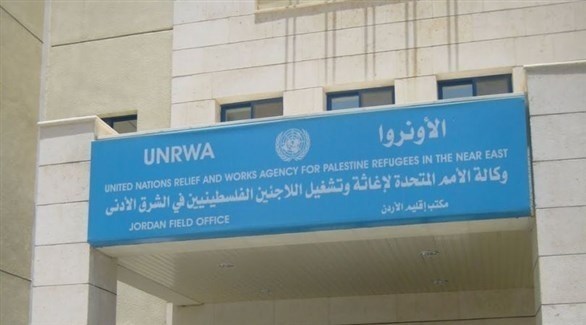 UNRWA
الأونروا
UNITED NATIONS RELIEF AND WORKS AGENCY FOR PALESTINE REFUGEES IN THE NEAR EAST
وكالة الأمم المتحدة لإغاثة وتشغيل اللاجئين الفلسطينيين في الشرق الأدنى
JORDAN FIELD OFFICE
مكتب إقليم الأردن